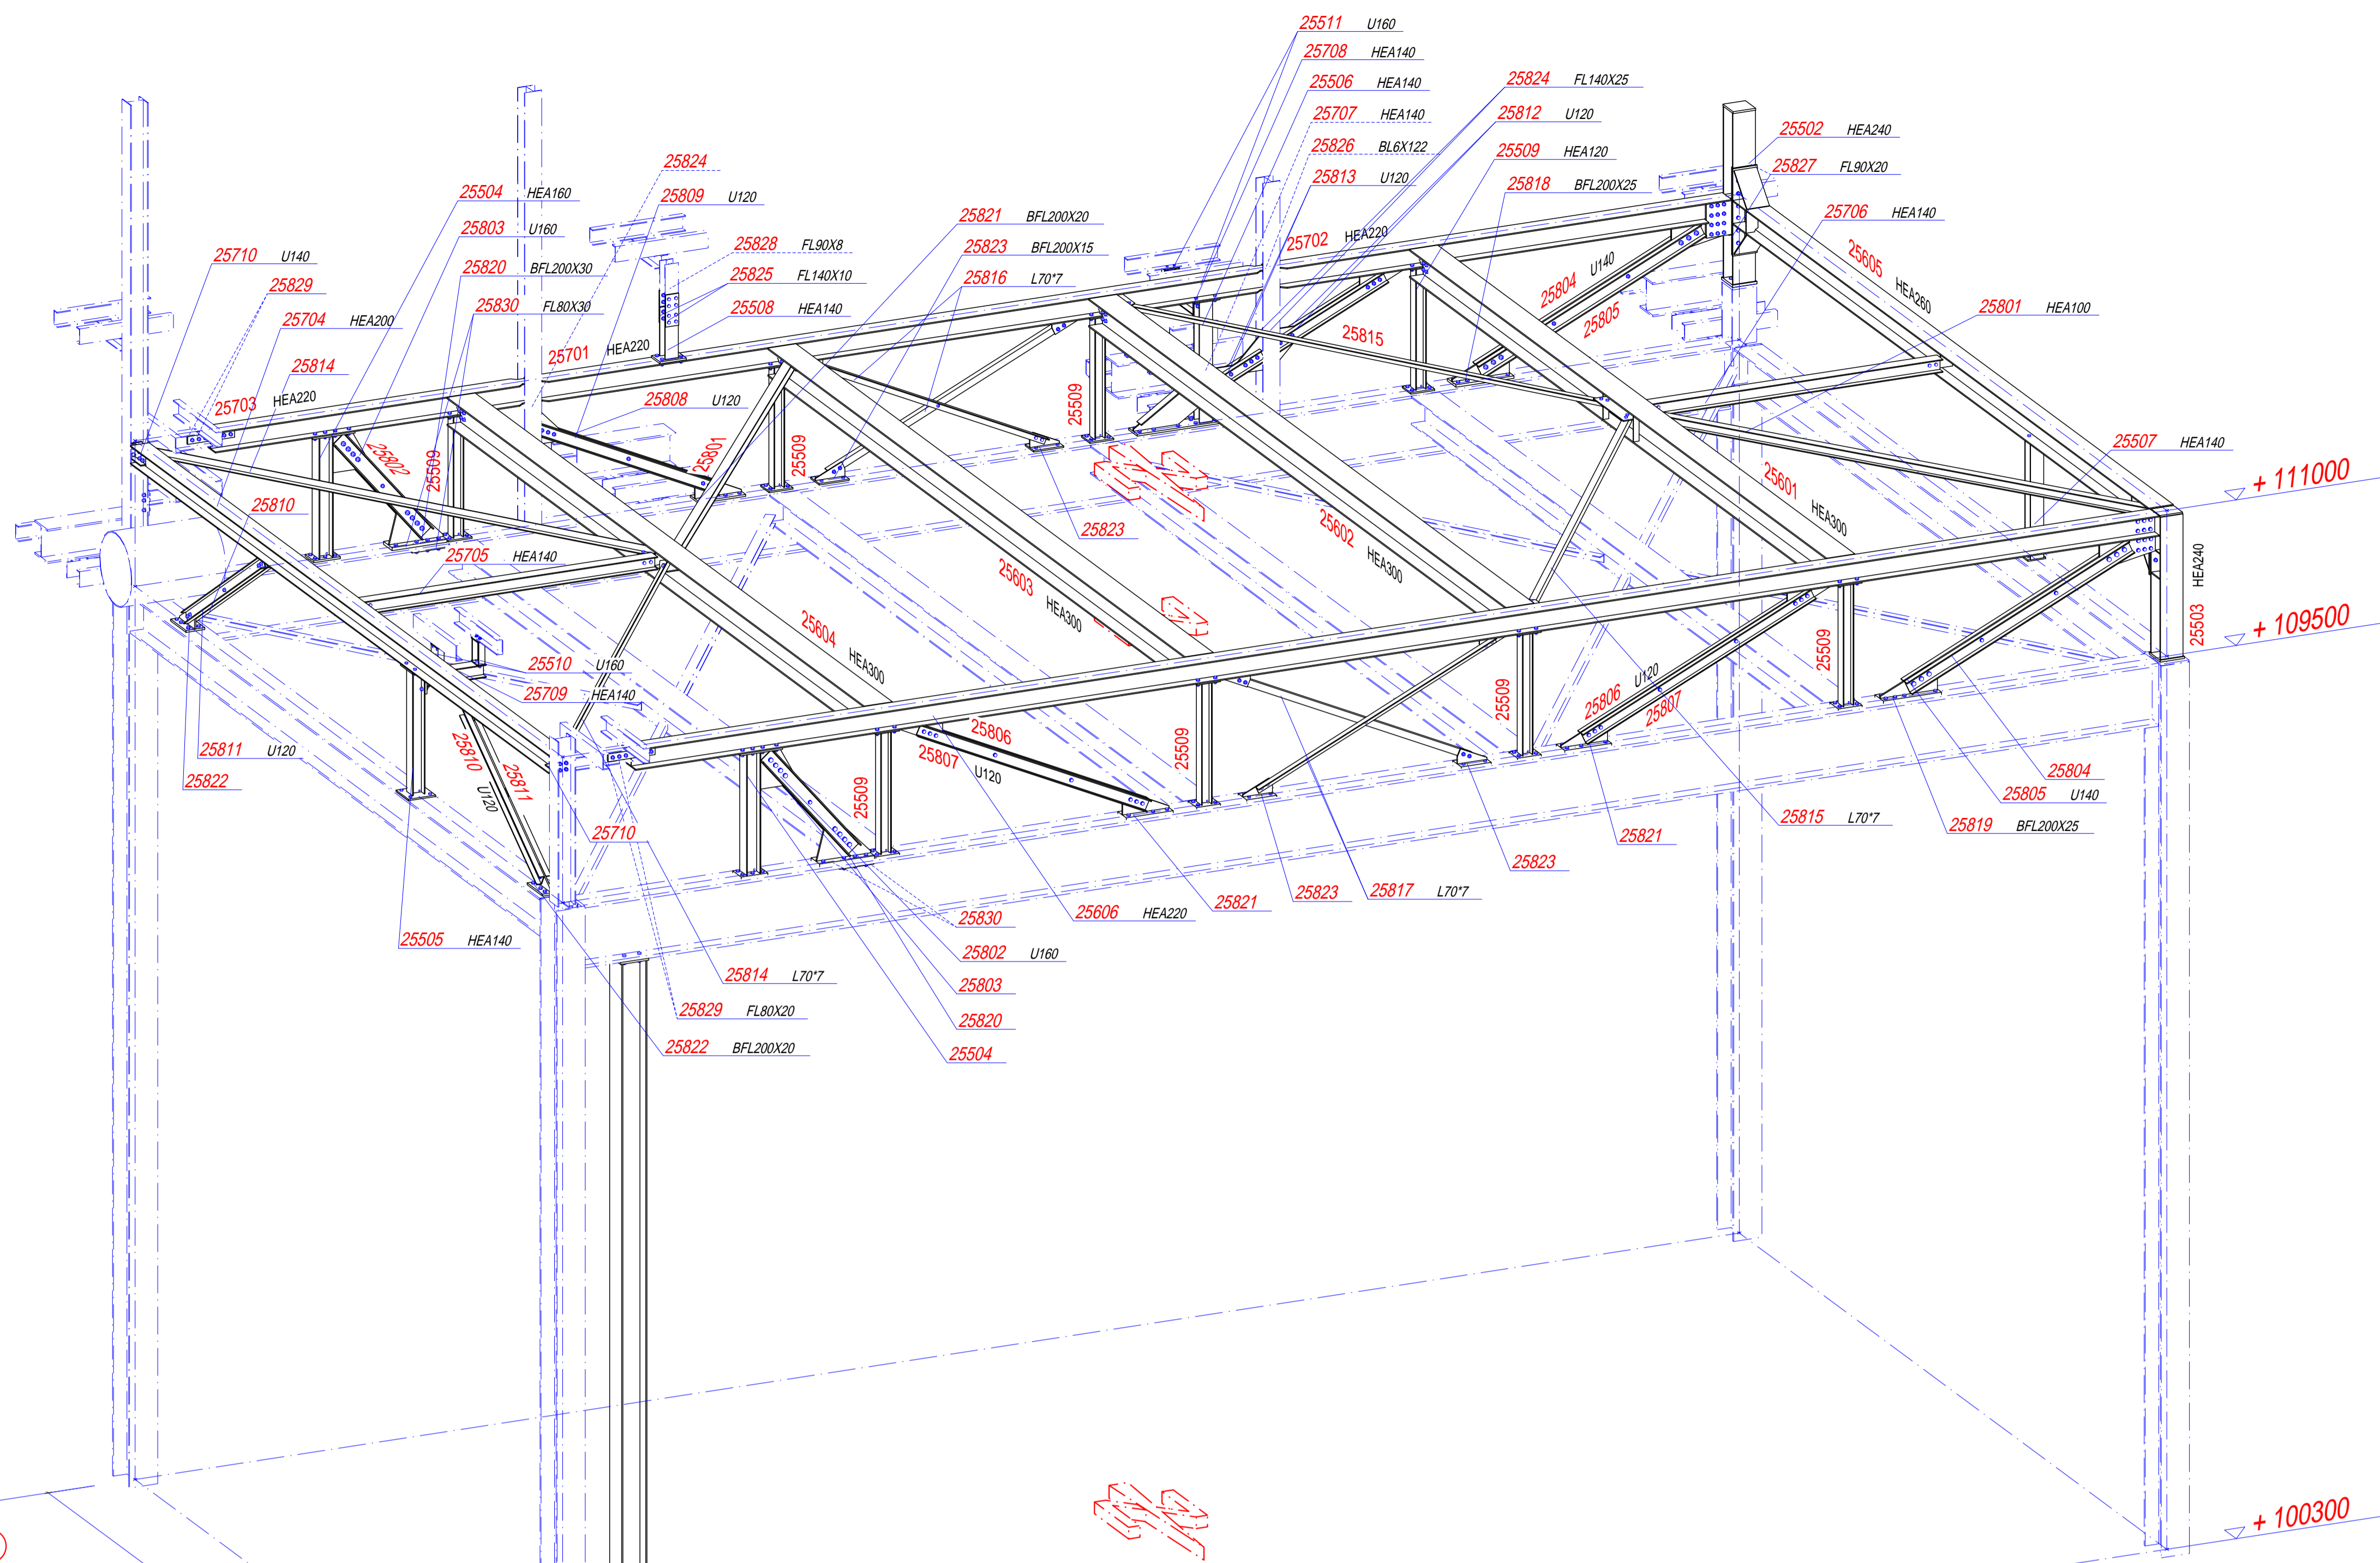 25511 U160
25708 HEA140
25506 HEA140
25707 HEA140
25826 BL6X122
25813 U120
25824 FL140X25
25812 U120
25509 HEA120
25818 BFL200X25
25502 HEA240
25827 FL90X20
25706 HEA140
25605
HEA260
25801 HEA100
25507 HEA140
25824
25809 U120
25504 HEA160
25803 U160
25820 BFL200X30
25830 FL80X30
25710 U140
25829
25704 HEA200
25814
25828 FL90X8
25825 FL140X10
25508 HEA140
25821 BFL200X20
25823 BFL200X15
25816 L70*7
25702 HEA220
25804 U140
25805
25815
25701 HEA220
25703 HEA220
25808 U120
25802
25509
25801
25509
25509
25823
25810
25705 HEA140
25601
HEA300
25602
HEA300
25603
HEA300
25604
HEA300
25510 U160
25709 HEA140
25811 U120
25822
25810
25811
U120
25806
25807
U120
25509
25509
25509
25509
25806 U120
25807
HEA240
25503
+ 111000
+ 109500
25804
25805 U140
25819 BFL200X25
25815 L70*7
25821
25823
25817 L70*7
25823
25821
25606 HEA220
25830
25802 U160
25803
25820
25504
25710
25505 HEA140
25814 L70*7
25829 FL80X20
25822 BFL200X20
+ 100300